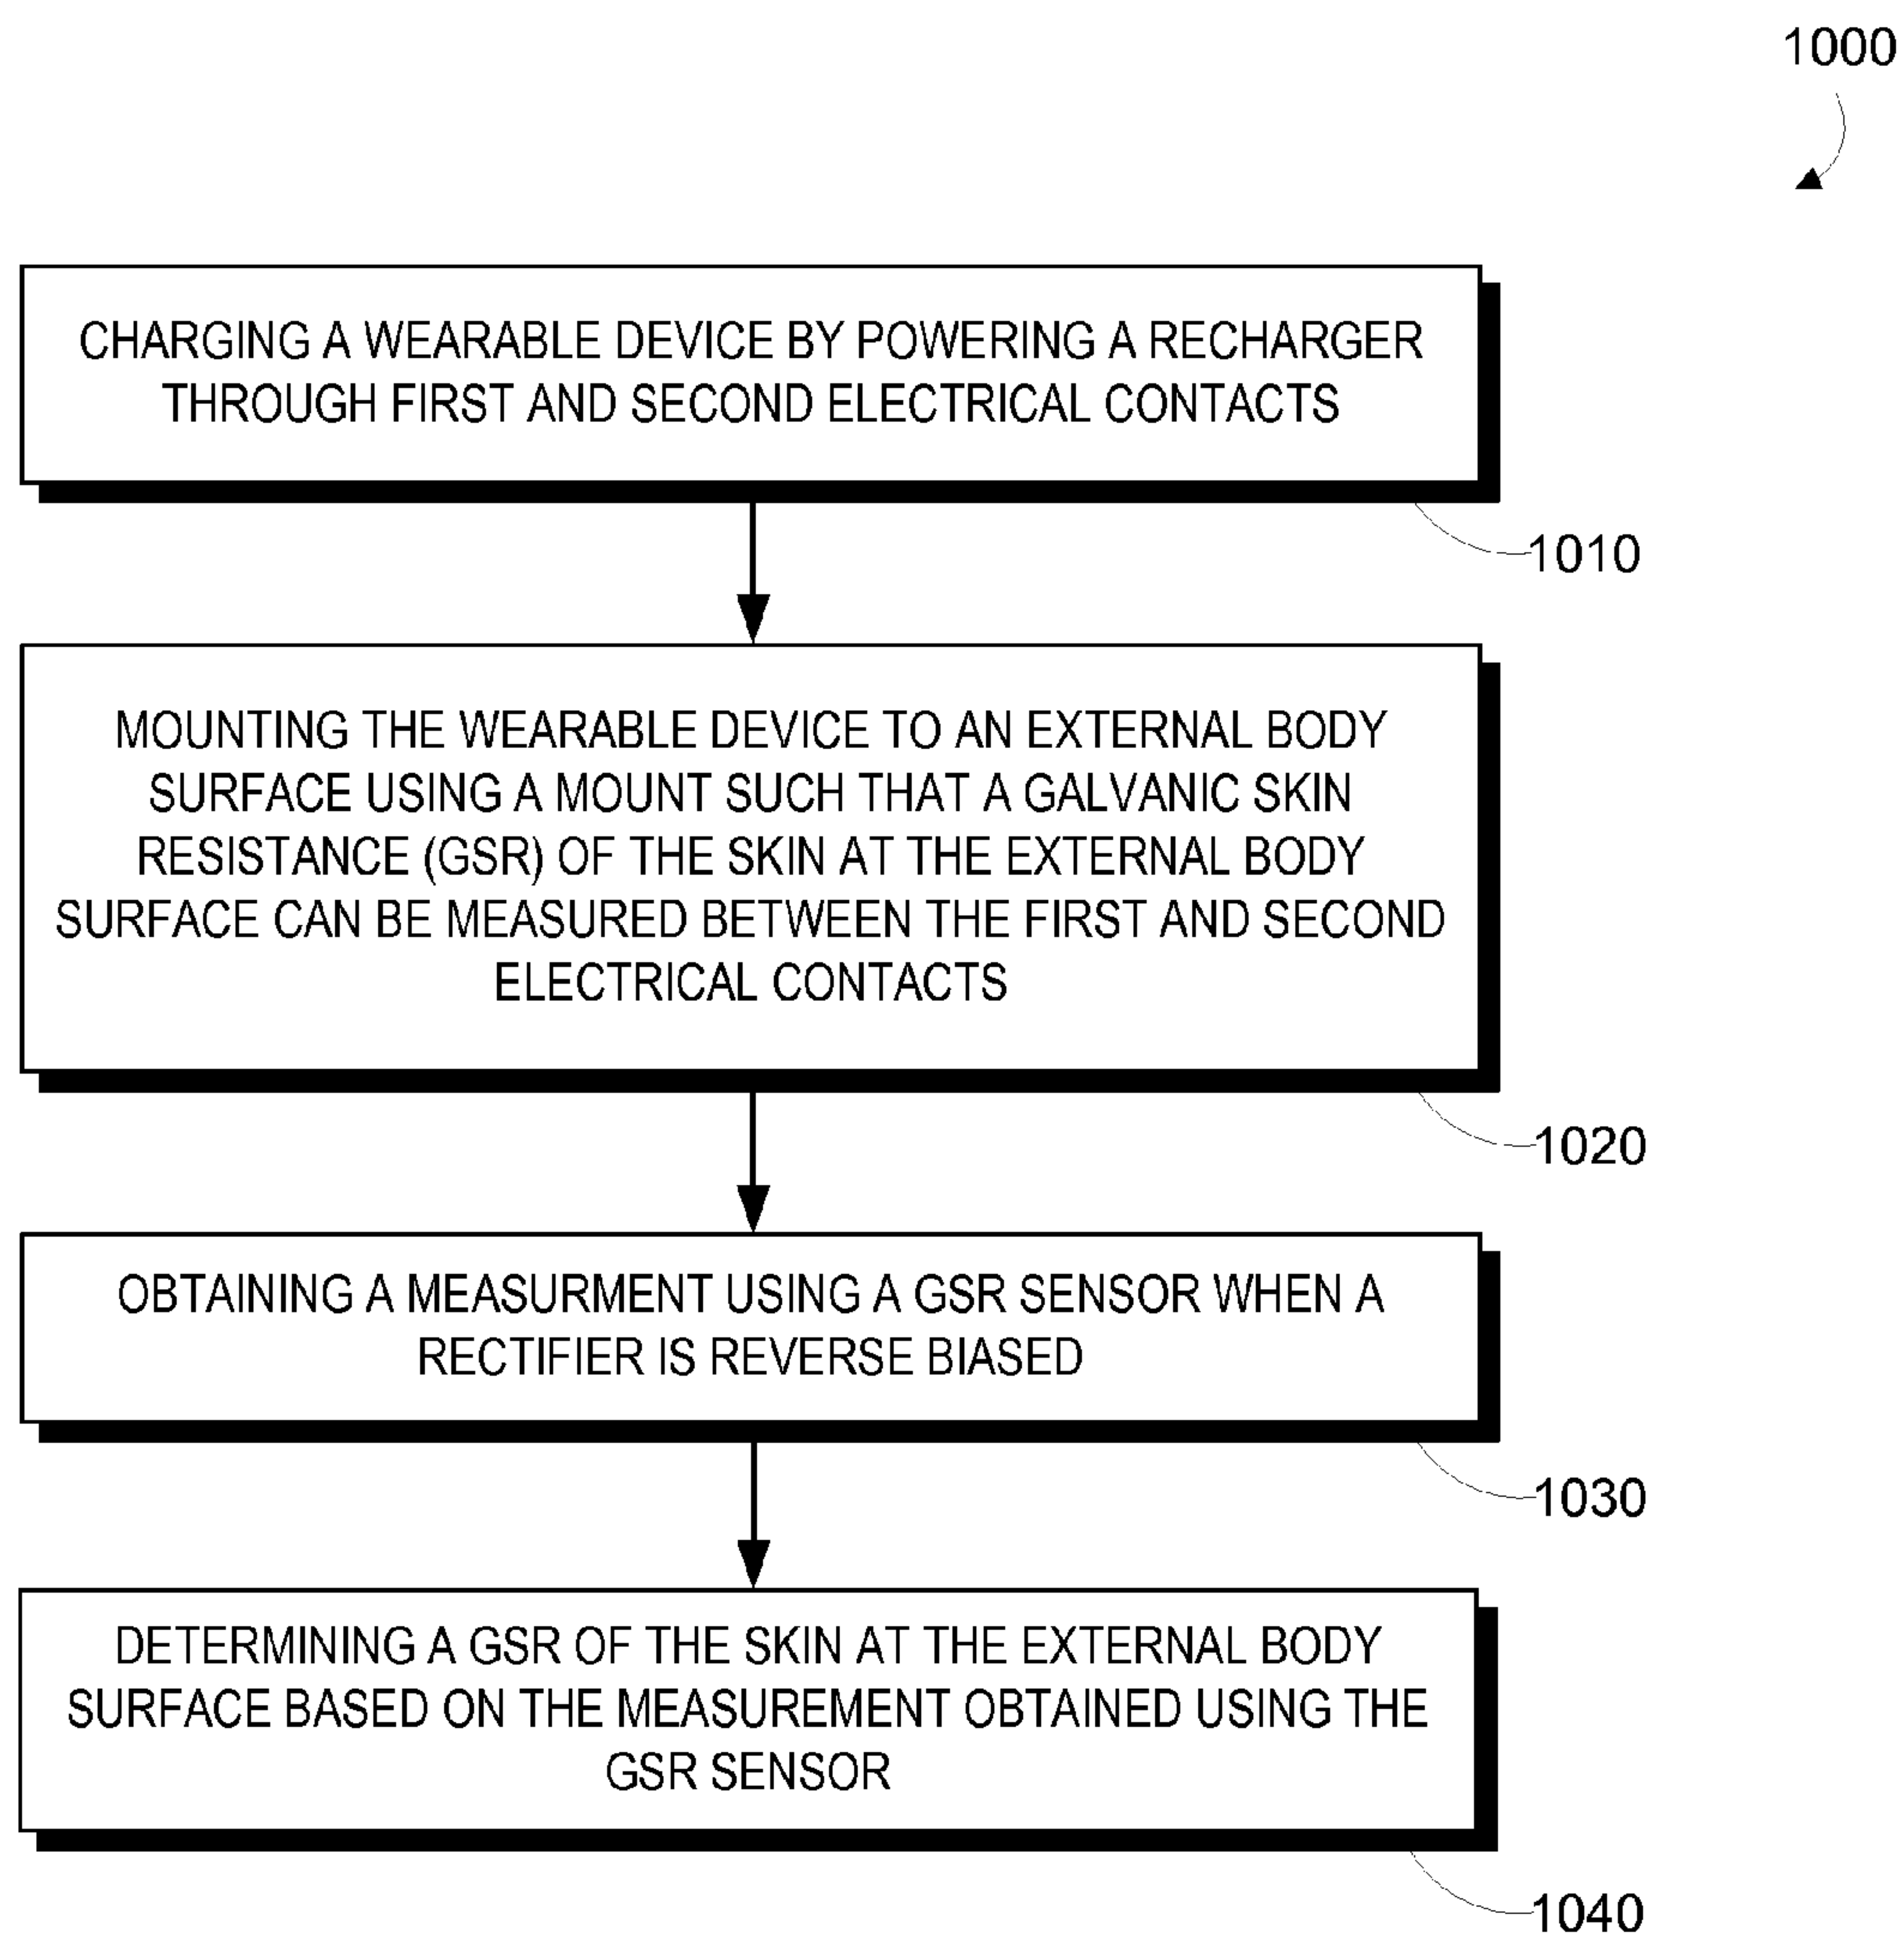 1000
CHARGING A WEARABLE DEVICE BY POWERING A RECHARGER
THROUGH FIRST AND SECOND ELECTRICAL CONTACTS
1010
MOUNTING THE WEARABLE DEVICE TO AN EXTERNAL BODY
SURFACE USING A MOUNT SUCH THAT A GALVANIC SKIN
RESISTANCE (GSR) OF THE SKIN AT THE EXTERNAL BODY
SURFACE CAN BE MEASURED BETWEEN THE FIRST AND SECOND
ELECTRICAL CONTACTS
1020
OBTAINING A MEASURMENT USING A GSR SENSOR WHEN A
RECTIFIER IS REVERSE BIASED
1030
DETERMINING A GSR OF THE SKIN AT THE EXTERNAL BODY
SURFACE BASED ON THE MEASUREMENT OBTAINED USING THE
GSR SENSOR
1040